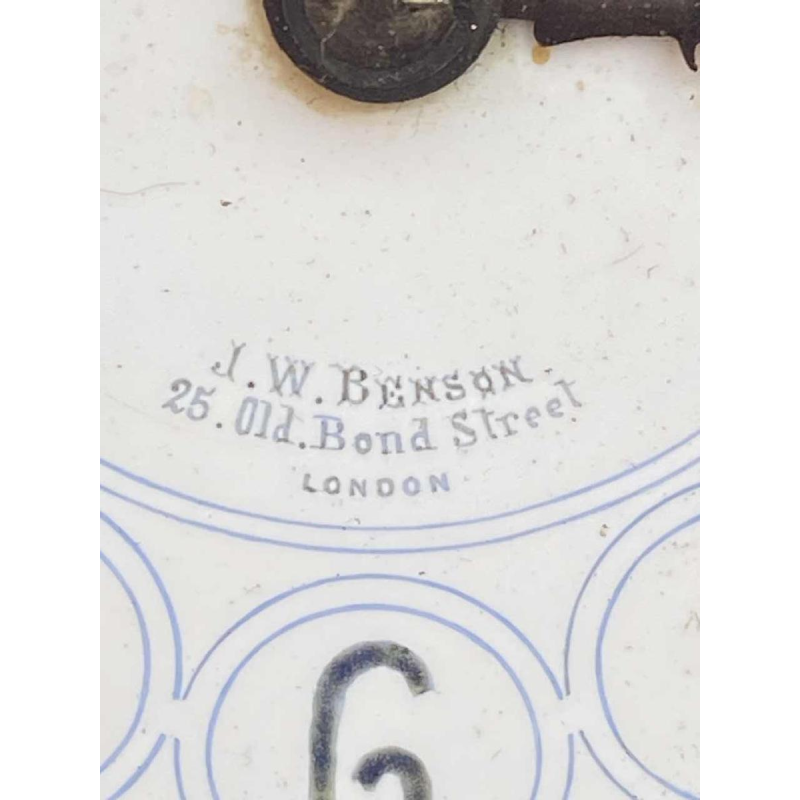 J. W. BENSON.
25. Old. Bond Street
LONDON
6